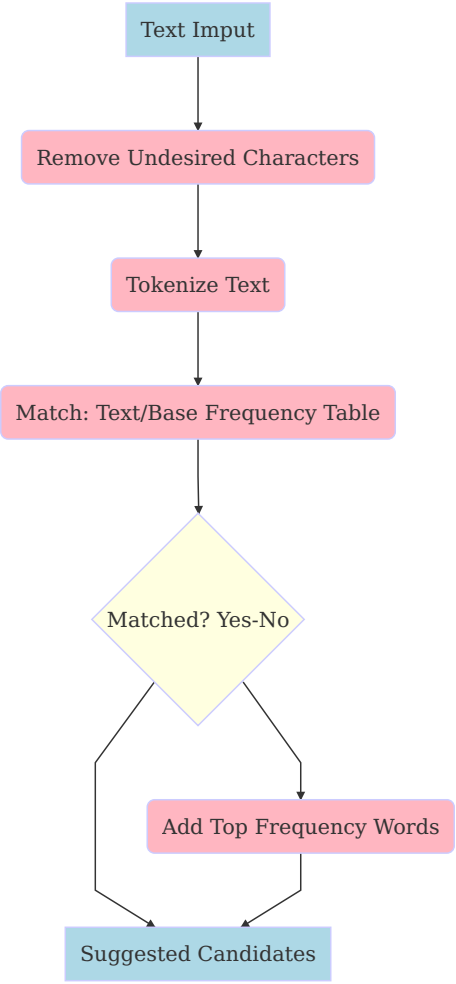 Text Imput
Remove Undesired Characters
Tokenize Text
Match: Text/Base Frequency Table
Matched? Yes-No
Add Top Frequency Words
Suggested Candidates